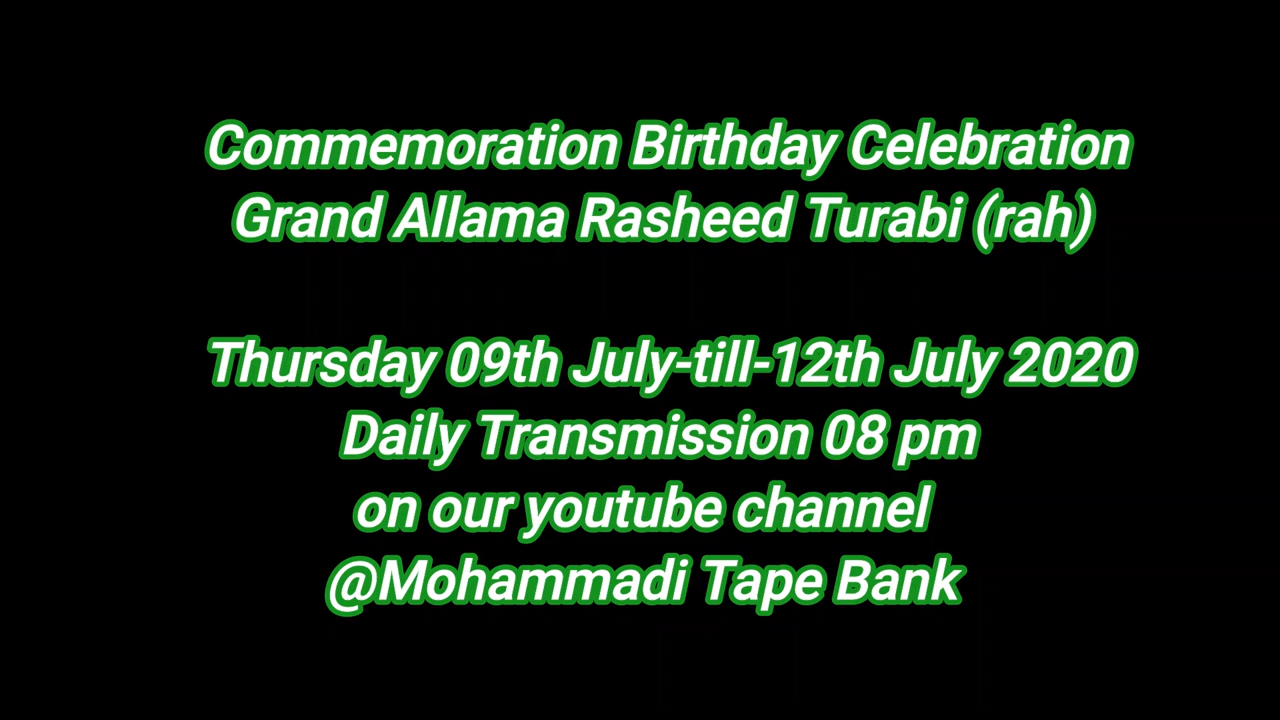 Commemoration Birthday Celebration
Grand Allama Rasheed Turabi (rah)
Thursday 09th July-till-12th July 2020
Daily Transmission 08 pm
on our youtube channel
@Mohammadi Tape Bank